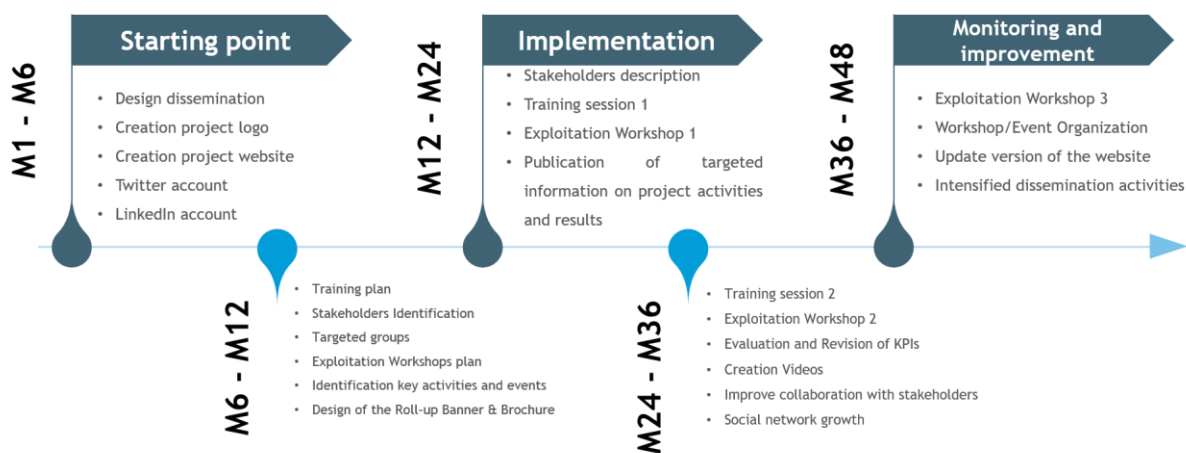 Starting point
M1 - M6
• Design dissemination
• Creation project logo
• Creation project website
• Twitter account
• LinkedIn account
M6 - M12
• Training plan
• Stakeholders Identification
• Targeted groups
• Exploitation Workshops plan
• Identification key activities and events
• Design of the Roll-up Banner & Brochure
Implementation
M12 - M24
• Stakeholders description
• Training session 1
• Exploitation Workshop 1
• Publication of targeted
information on project activities
and results
M24 - M36
• Training session 2
• Exploitation Workshop 2
• Evaluation and Revision of KPIs
• Creation Videos
• Improve collaboration with stakeholders
• Social network growth
Monitoring and
improvement
M36 - M48
• Exploitation Workshop 3
• Workshop/Event Organization
• Update version of the website
• Intensified dissemination activities